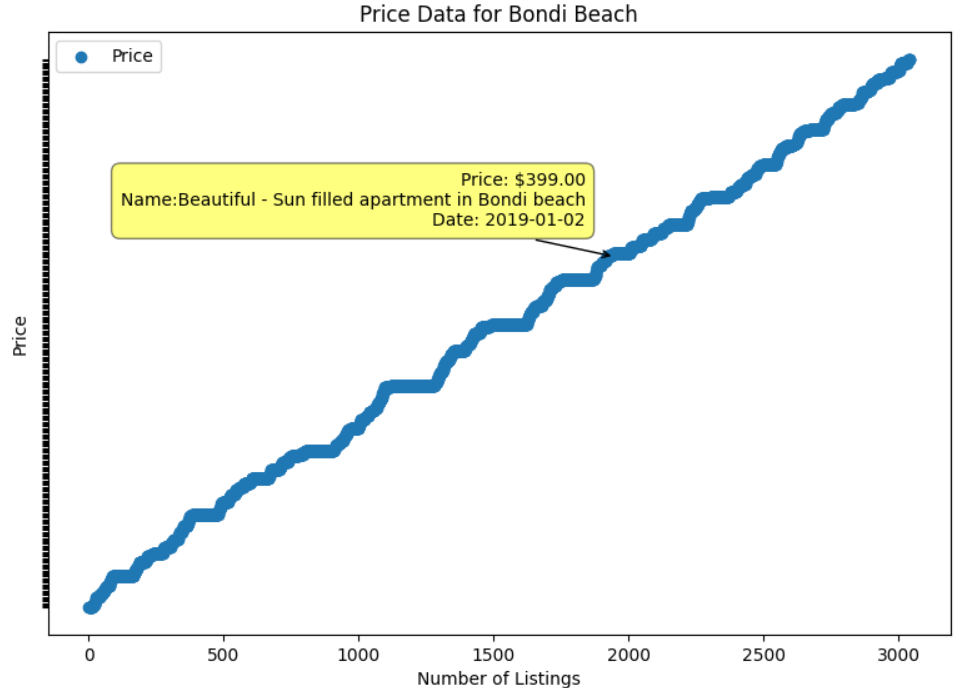 Price Data for Bondi Beach
Price
Price: $399.00
Name:Beautiful - Sun filled apartment in Bondi beach
Date: 2019-01-02
Price
0 500 1000 1500 2000 2500 3000
Number of Listings